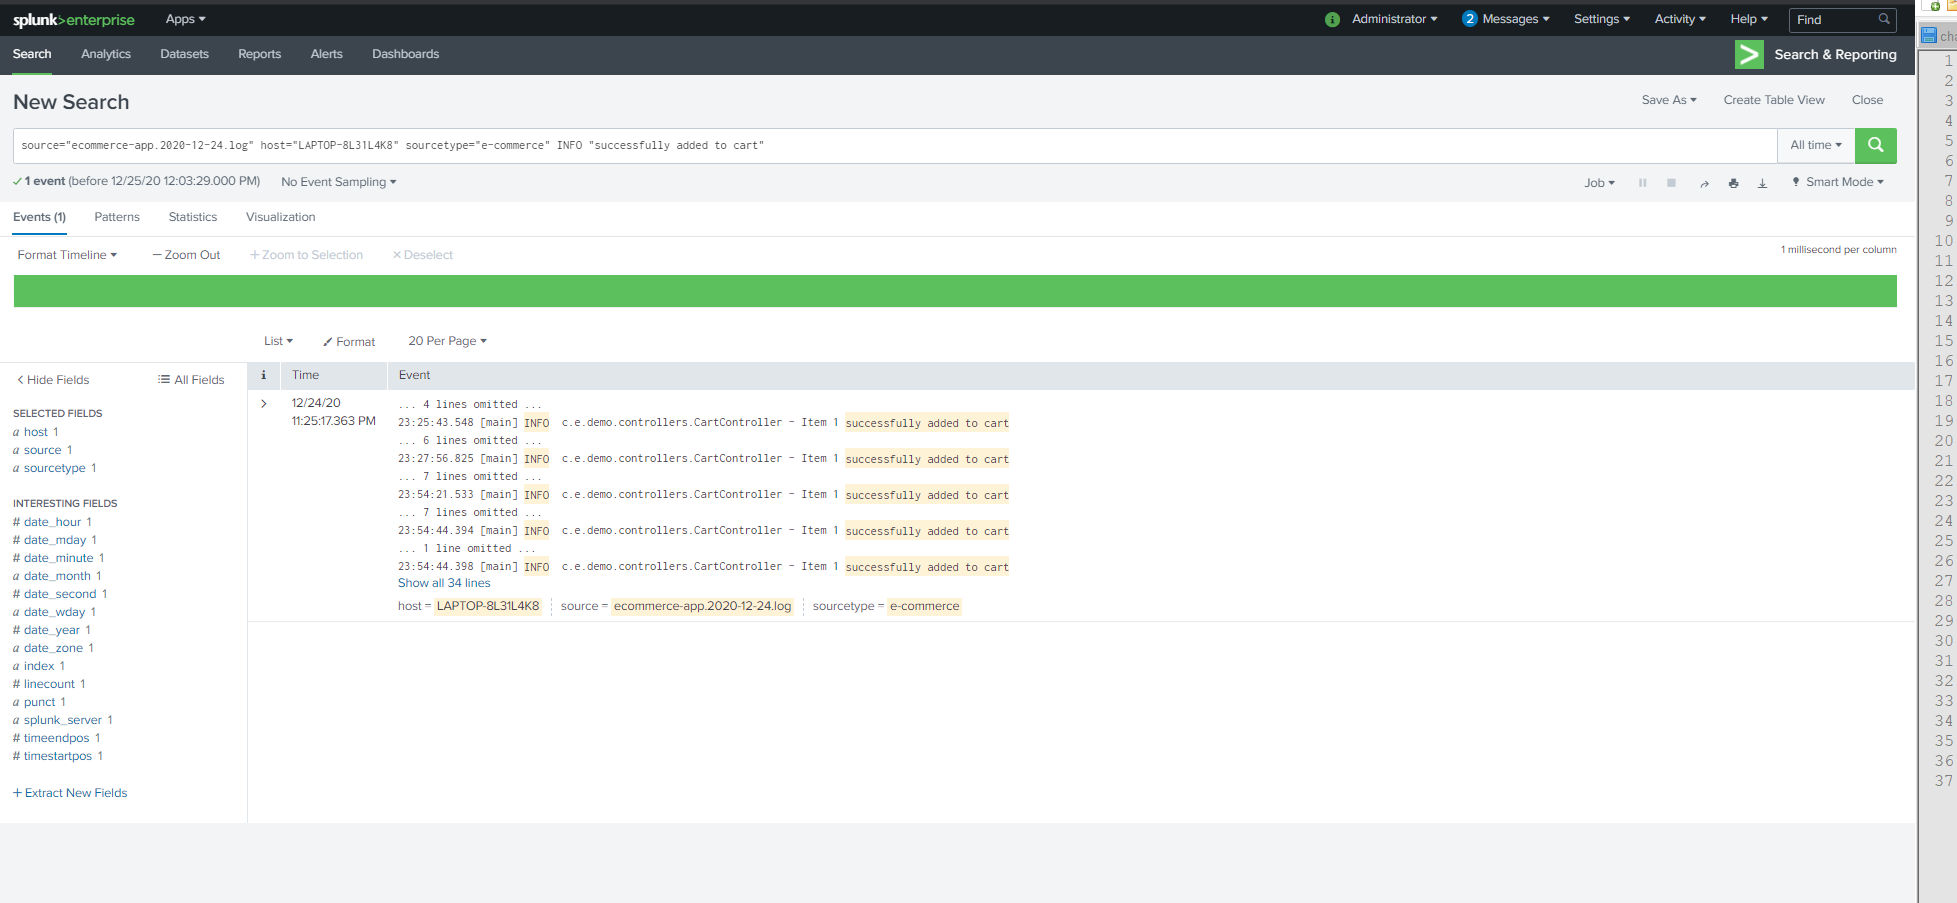 splunk>enterprise Apps Administrator 2 Messages Settings Activity Help Find
Search Analytics Datasets Reports Alerts Dashboards Search & Reporting
New Search Save As Create Table View Close
source="ecommerce-app.2020-12-24.log" host="LAPTOP-8L31L4K8" sourcetype="e-commerce" INFO "successfully added to cart" All time
1 event (before 12/25/20 12:03:29.000 PM) No Event Sampling Job Smart Mode
Events (1) Patterns Statistics Visualization
Format Timeline — Zoom Out + Zoom to Selection × Deselect 1 millisecond per column
List Format 20 Per Page
< Hide Fields All Fields i Time Event
SELECTED FIELDS
a host 1
a source 1
a sourcetype 1
INTERESTING FIELDS
# date_hour 1
# date_mday 1
# date_minute 1
a date_month 1
# date_second 1
a date_wday 1
# date_year 1
a date_zone 1
a index 1
# linecount 1
a punct 1
a splunk_server 1
# timeendpos 1
# timestartpos 1
+ Extract New Fields
> 12/24/20
11:25:17.363 PM
... 4 lines omitted ...
23:25:43.548 [main] INFO c.e.demo.controllers.CartController - Item 1 successfully added to cart
... 6 lines omitted ...
23:27:56.825 [main] INFO c.e.demo.controllers.CartController - Item 1 successfully added to cart
... 7 lines omitted ...
23:54:21.533 [main] INFO c.e.demo.controllers.CartController - Item 1 successfully added to cart
... 7 lines omitted ...
23:54:44.394 [main] INFO c.e.demo.controllers.CartController - Item 1 successfully added to cart
... 1 line omitted ...
23:54:44.398 [main] INFO c.e.demo.controllers.CartController - Item 1 successfully added to cart
Show all 34 lines
host = LAPTOP-8L31L4K8 source = ecommerce-app.2020-12-24.log sourcetype = e-commerce
1
2
3
4
5
6
7
8
9
10
11
12
13
14
15
16
17
18
19
20
21
22
23
24
25
26
27
28
29
30
31
32
33
34
35
36
37